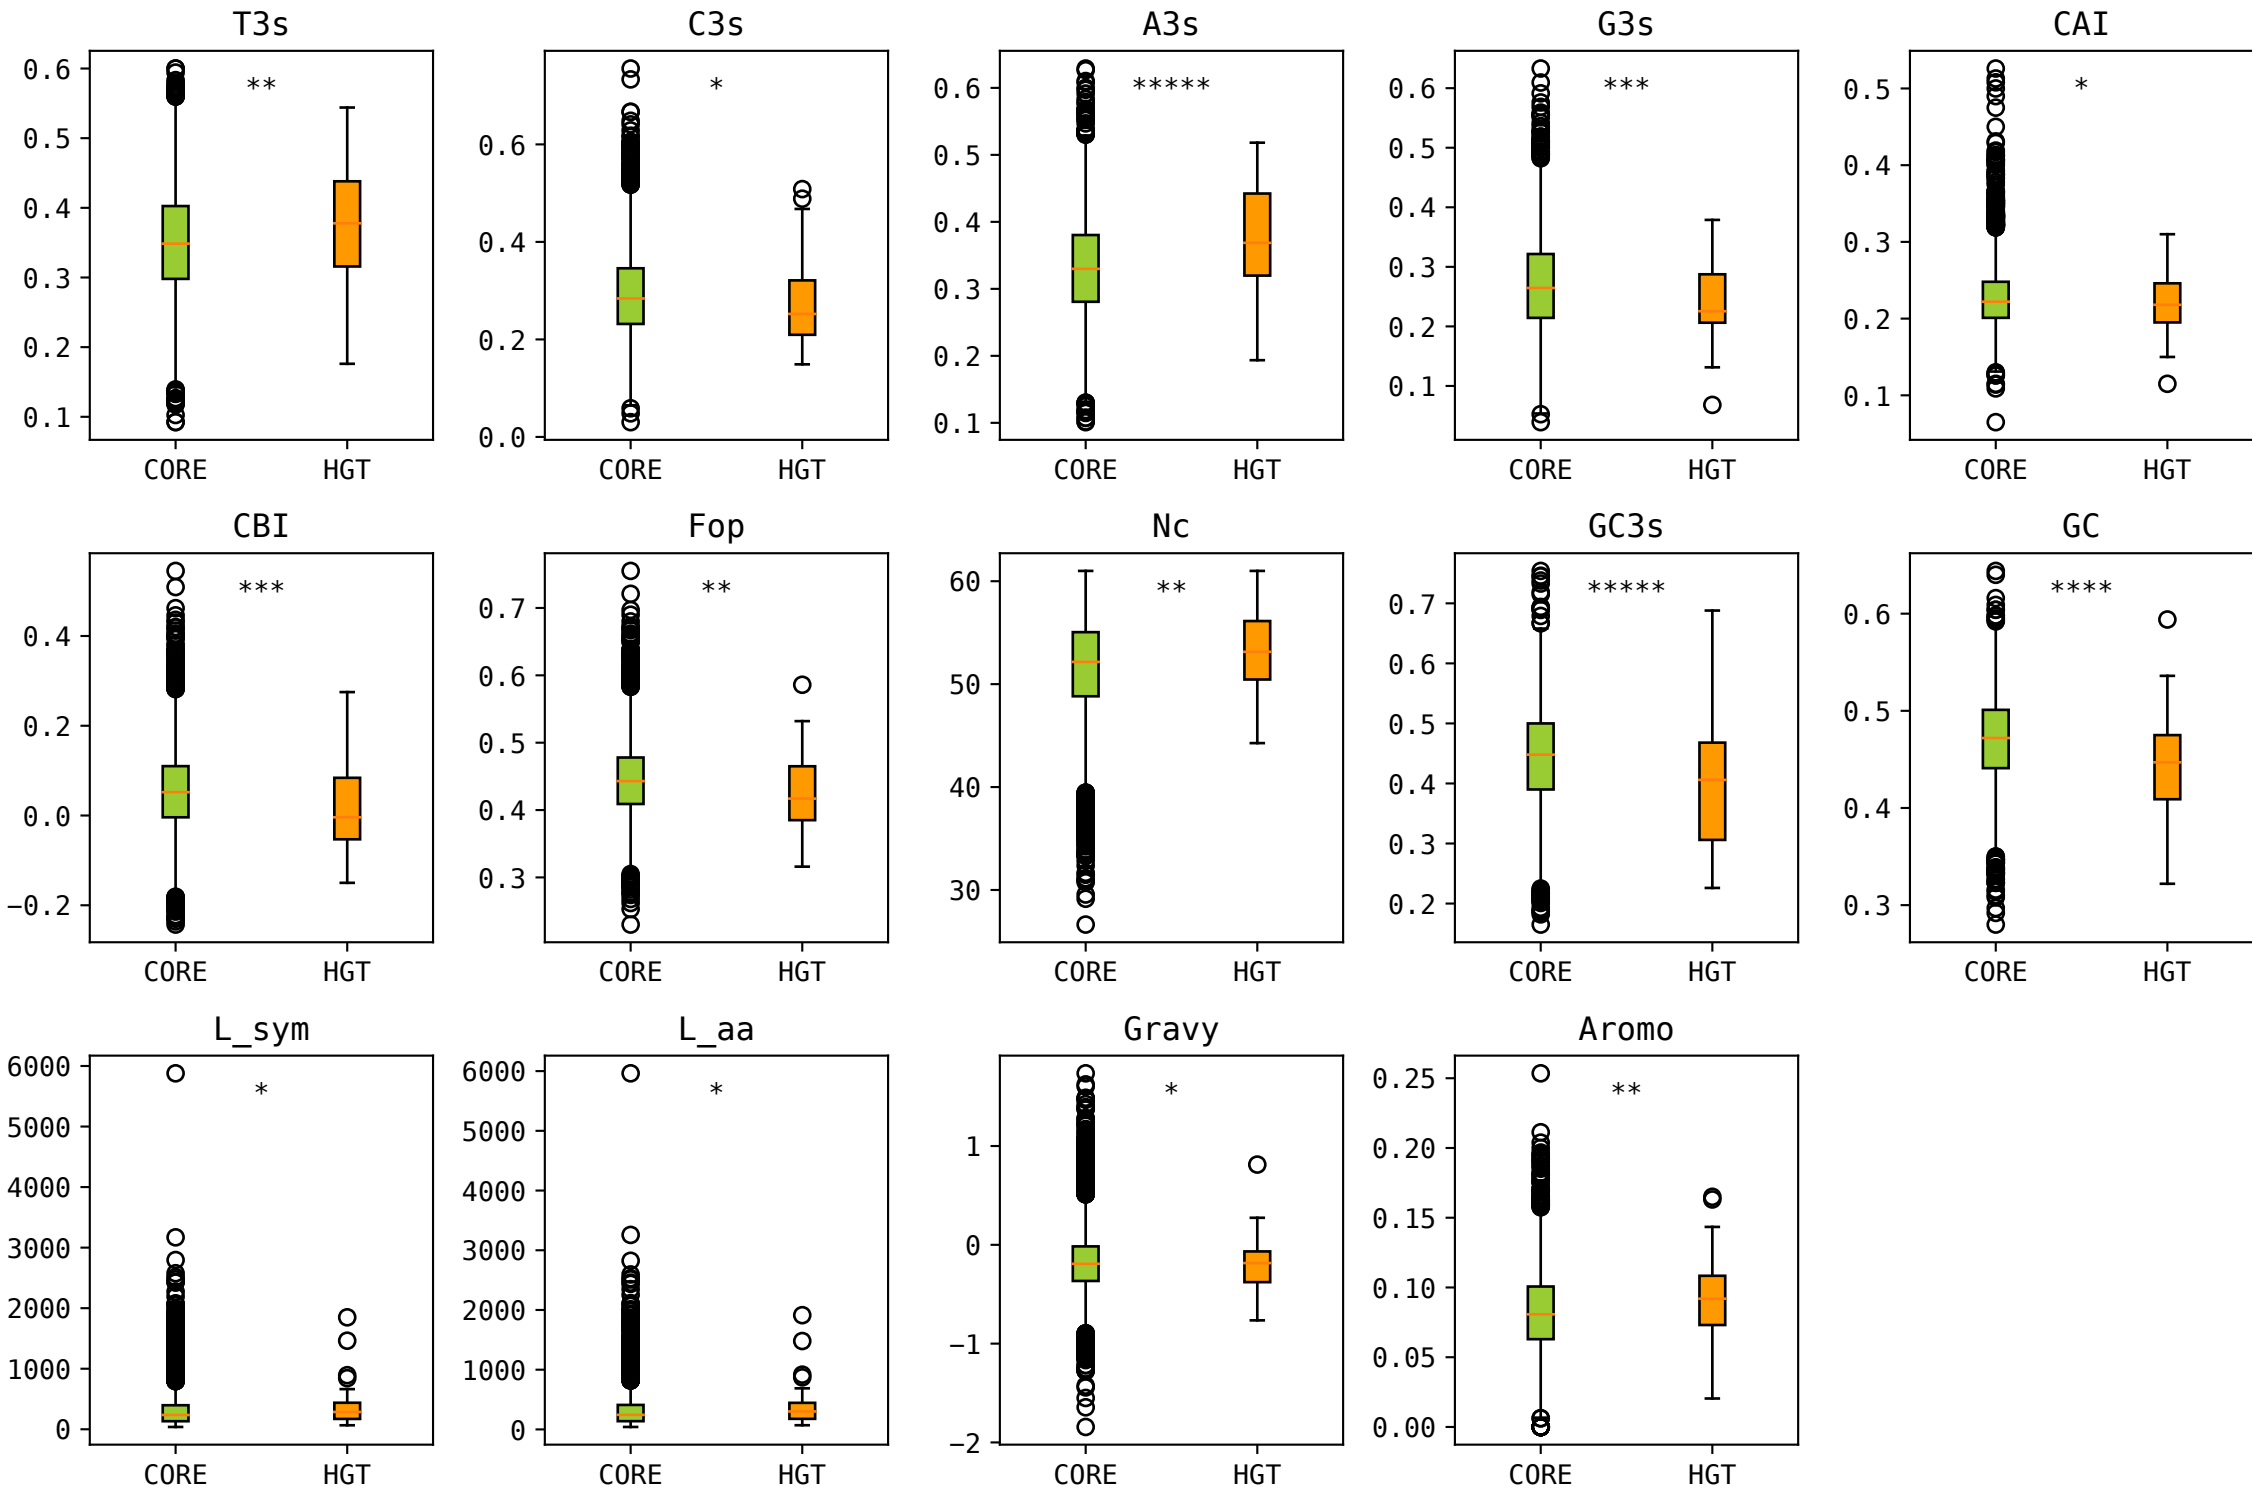 T3s
C3s
A3s
G3s
CAI
0.6
0.5
0.4
0.3
0.2
0.1
**
CORE
HGT
0.6
0.4
0.2
0.0
*
CORE
HGT
0.6
0.5
0.4
0.3
0.2
0.1
*****
CORE
HGT
0.6
0.5
0.4
0.3
0.2
0.1
***
CORE
HGT
0.5
0.4
0.3
0.2
0.1
*
CORE
HGT
CBI
Fop
Nc
GC3s
GC
0.4
0.2
0.0
−0.2
***
CORE
HGT
0.7
0.6
0.5
0.4
0.3
**
CORE
HGT
60
50
40
30
**
CORE
HGT
0.7
0.6
0.5
0.4
0.3
0.2
*****
CORE
HGT
0.6
0.5
0.4
0.3
****
CORE
HGT
L_sym
L_aa
Gravy
Aromo
6000
5000
4000
3000
2000
1000
0
*
CORE
HGT
6000
5000
4000
3000
2000
1000
0
*
CORE
HGT
1
0
−1
−2
*
CORE
HGT
0.25
0.20
0.15
0.10
0.05
0.00
**
CORE
HGT